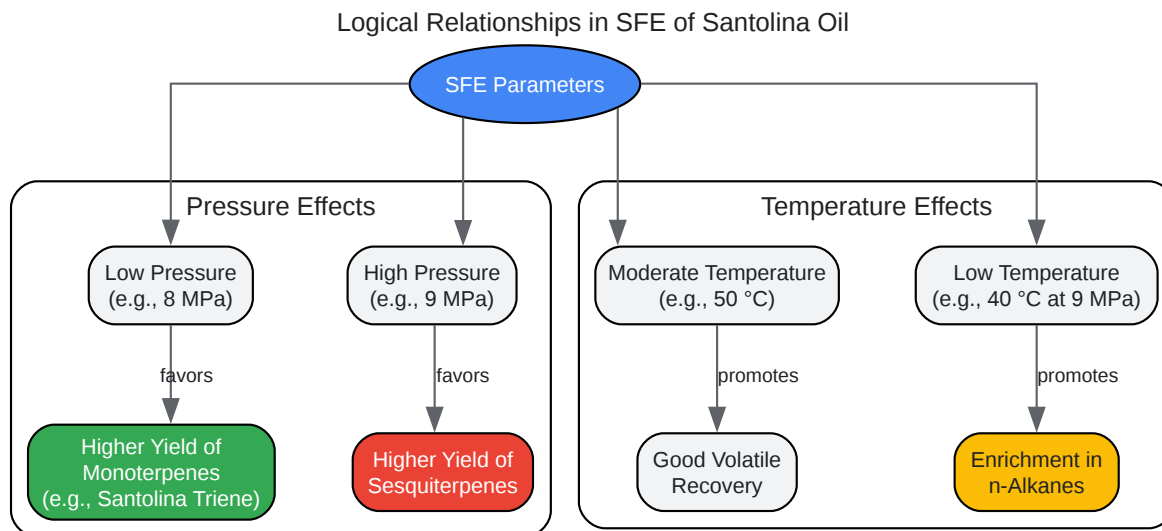 Logical Relationships in SFE of Santolina Oil
SFE Parameters
Pressure Effects
Low Pressure
(e.g., 8 MPa)
High Pressure
(e.g., 9 MPa)
favors
favors
Higher Yield of
Monoterpenes
(e.g., Santolina Triene)
Higher Yield of
Sesquiterpenes
Temperature Effects
Moderate Temperature
(e.g., 50 °C)
Low Temperature
(e.g., 40 °C at 9 MPa)
promotes
promotes
Good Volatile
Recovery
Enrichment in
n-Alkanes